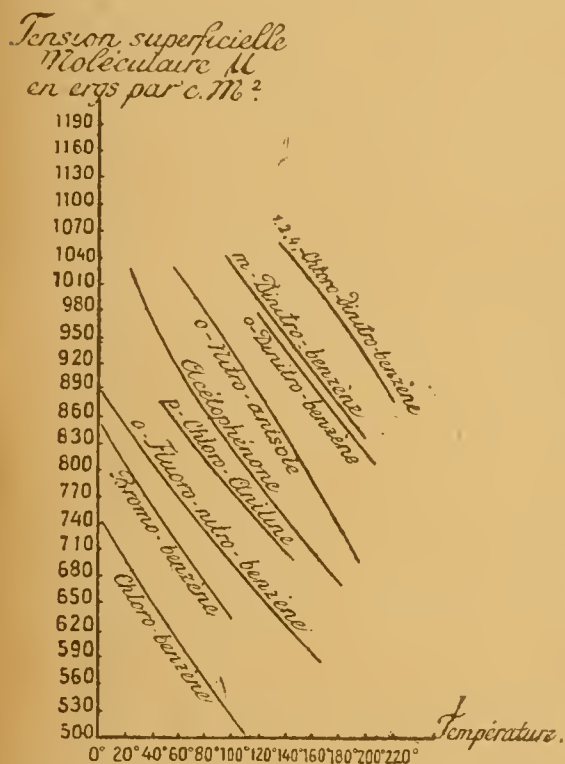 Tension superficielle
Moléculaire µ
en ergs par c.M².
1190
1160
1130
1100
1070
1040
1010
980
950
920
890
860
830
800
770
740
710
680
650
620
590
560
530
500
1.2.4.-Chloro-Dinitro-benzène
m-Dinitro-benzène
o-Dinitro-benzène
o-Nitro-anisole
Acétophénone
p-Chloro-Aniline
o-Fluoro-nitro-benzène
Bromo-benzène
Chloro-benzène
Température.
0° 20° 40° 60° 80° 100° 120° 140° 160° 180° 200° 220°